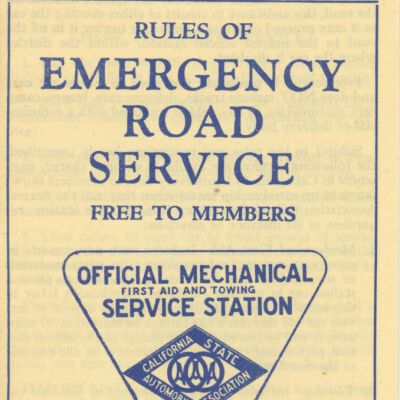 RULES OF
EMERGENCY
ROAD
SERVICE
FREE TO MEMBERS
OFFICIAL MECHANICAL
FIRST AID AND TOWING
SERVICE STATION
CALIFORNIA STATE
AAA
AUTOMOBILE ASSOCIATION